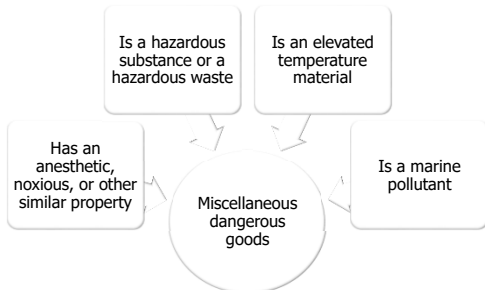 Is a hazardous
substance or a
hazardous waste
Is an elevated
temperature
material
Has an
anesthetic,
noxious, or other
similar property
Is a marine
pollutant
Miscellaneous
dangerous
goods